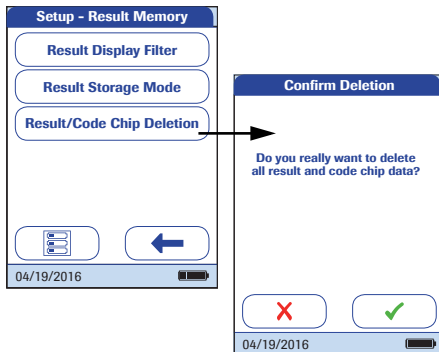 Setup - Result Memory
Result Display Filter
Result Storage Mode
Result/Code Chip Deletion
04/19/2016
Confirm Deletion
Do you really want to delete
all result and code chip data?
04/19/2016